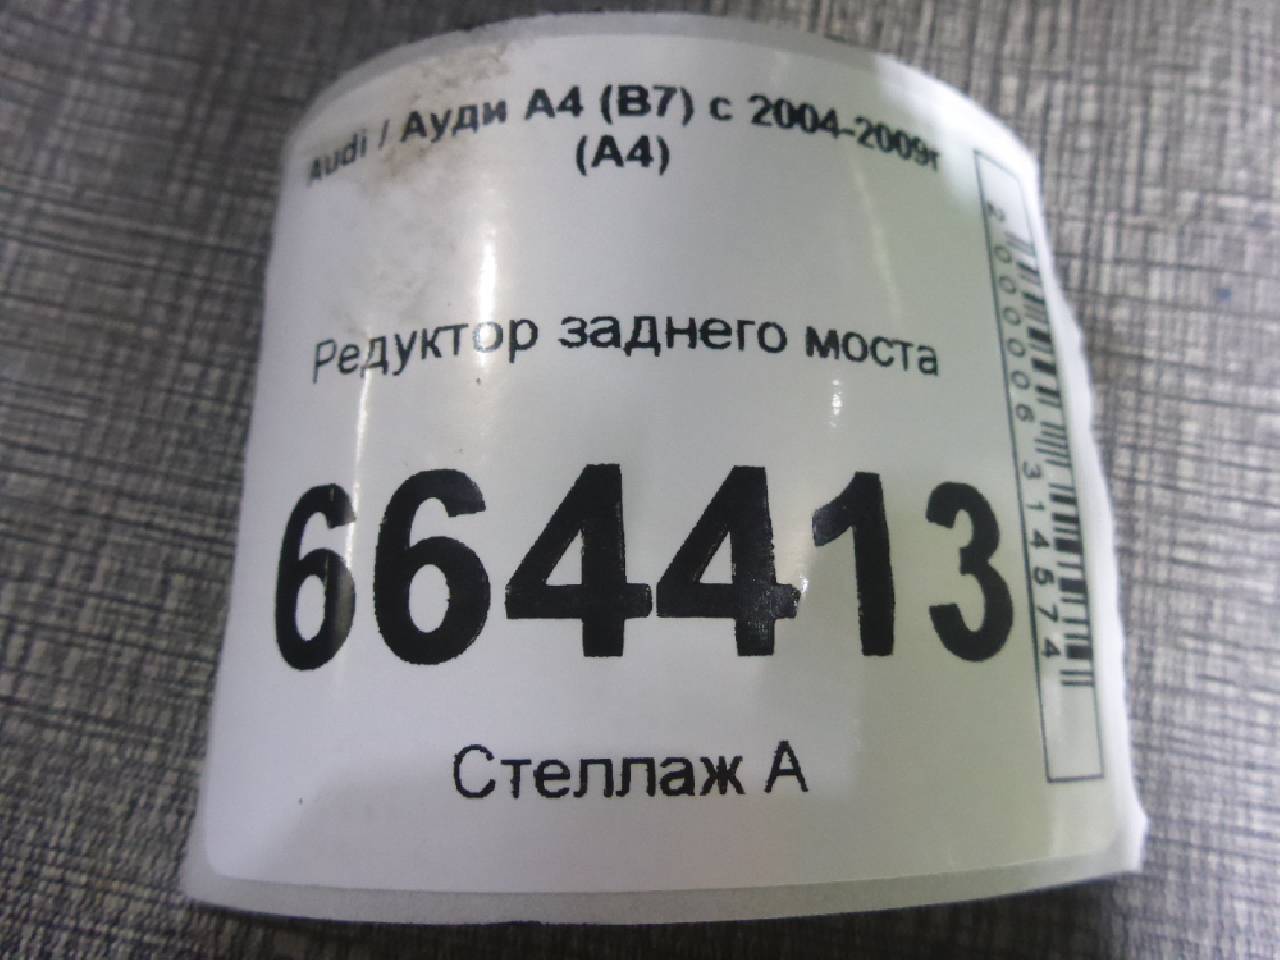 Audi / Ауди А4 (B7) с 2004-2009г
(A4)
Редуктор заднего моста
664413
Стеллаж А
2000006314574